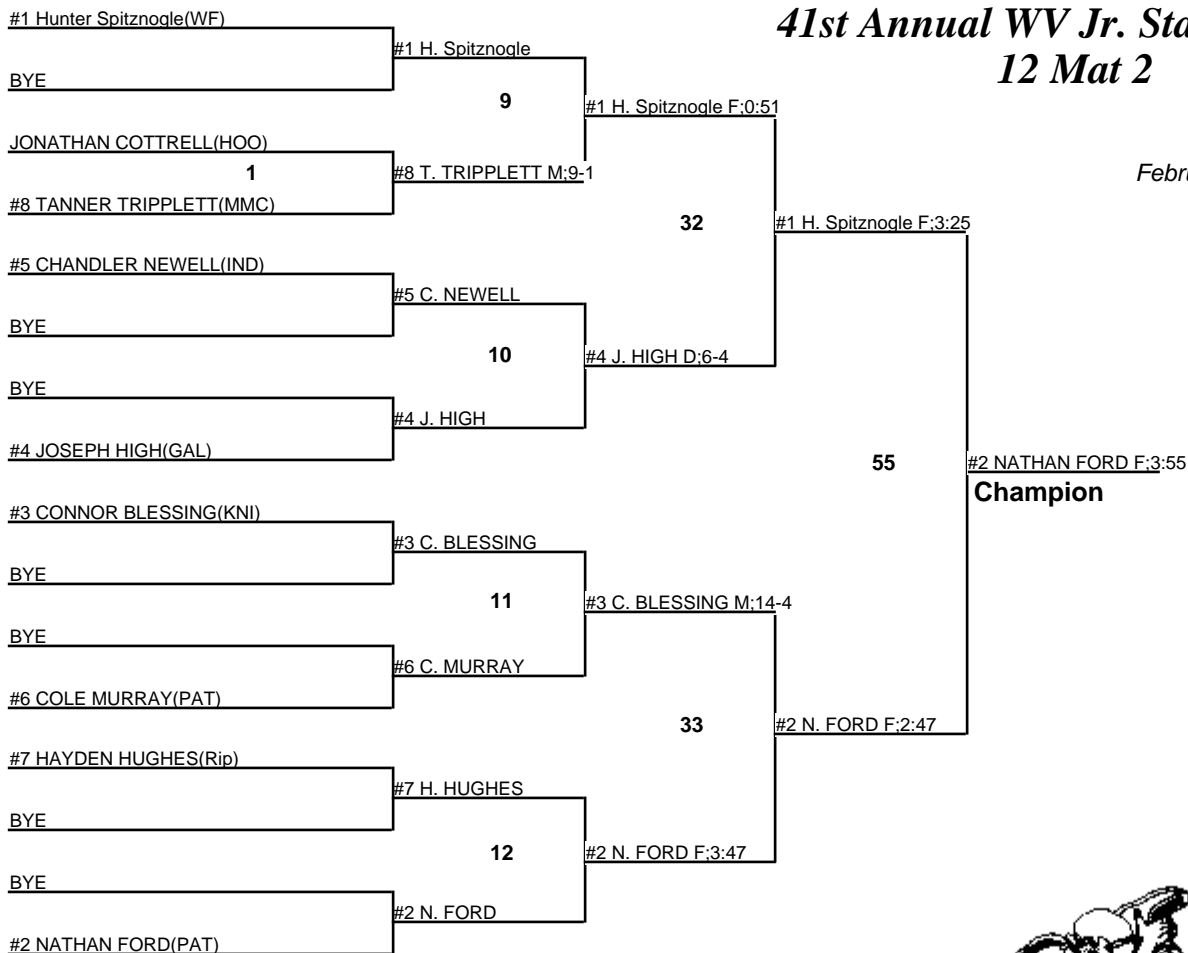 41st Annual WV Jr. Sta
12 Mat 2
Febru
#1 Hunter Spitznogle(WF)
BYE
JONATHAN COTTRELL(HOO)
1
#8 TANNER TRIPPLETT(MMC)
#5 CHANDLER NEWELL(IND)
BYE
BYE
#4 JOSEPH HIGH(GAL)
#3 CONNOR BLESSING(KNI)
BYE
BYE
#6 COLE MURRAY(PAT)
#7 HAYDEN HUGHES(Rip)
BYE
BYE
#2 NATHAN FORD(PAT)
#1 H. Spitznogle
9
#8 T. TRIPPLETT M;9-1
#5 C. NEWELL
10
#4 J. HIGH
#3 C. BLESSING
11
#6 C. MURRAY
#7 H. HUGHES
12
#2 N. FORD
#1 H. Spitznogle F;0:51
32
#4 J. HIGH D;6-4
#3 C. BLESSING M;14-4
33
#2 N. FORD F;3:47
#1 H. Spitznogle F;3:25
55
#2 N. FORD F;2:47
#2 NATHAN FORD F;3:55
Champion